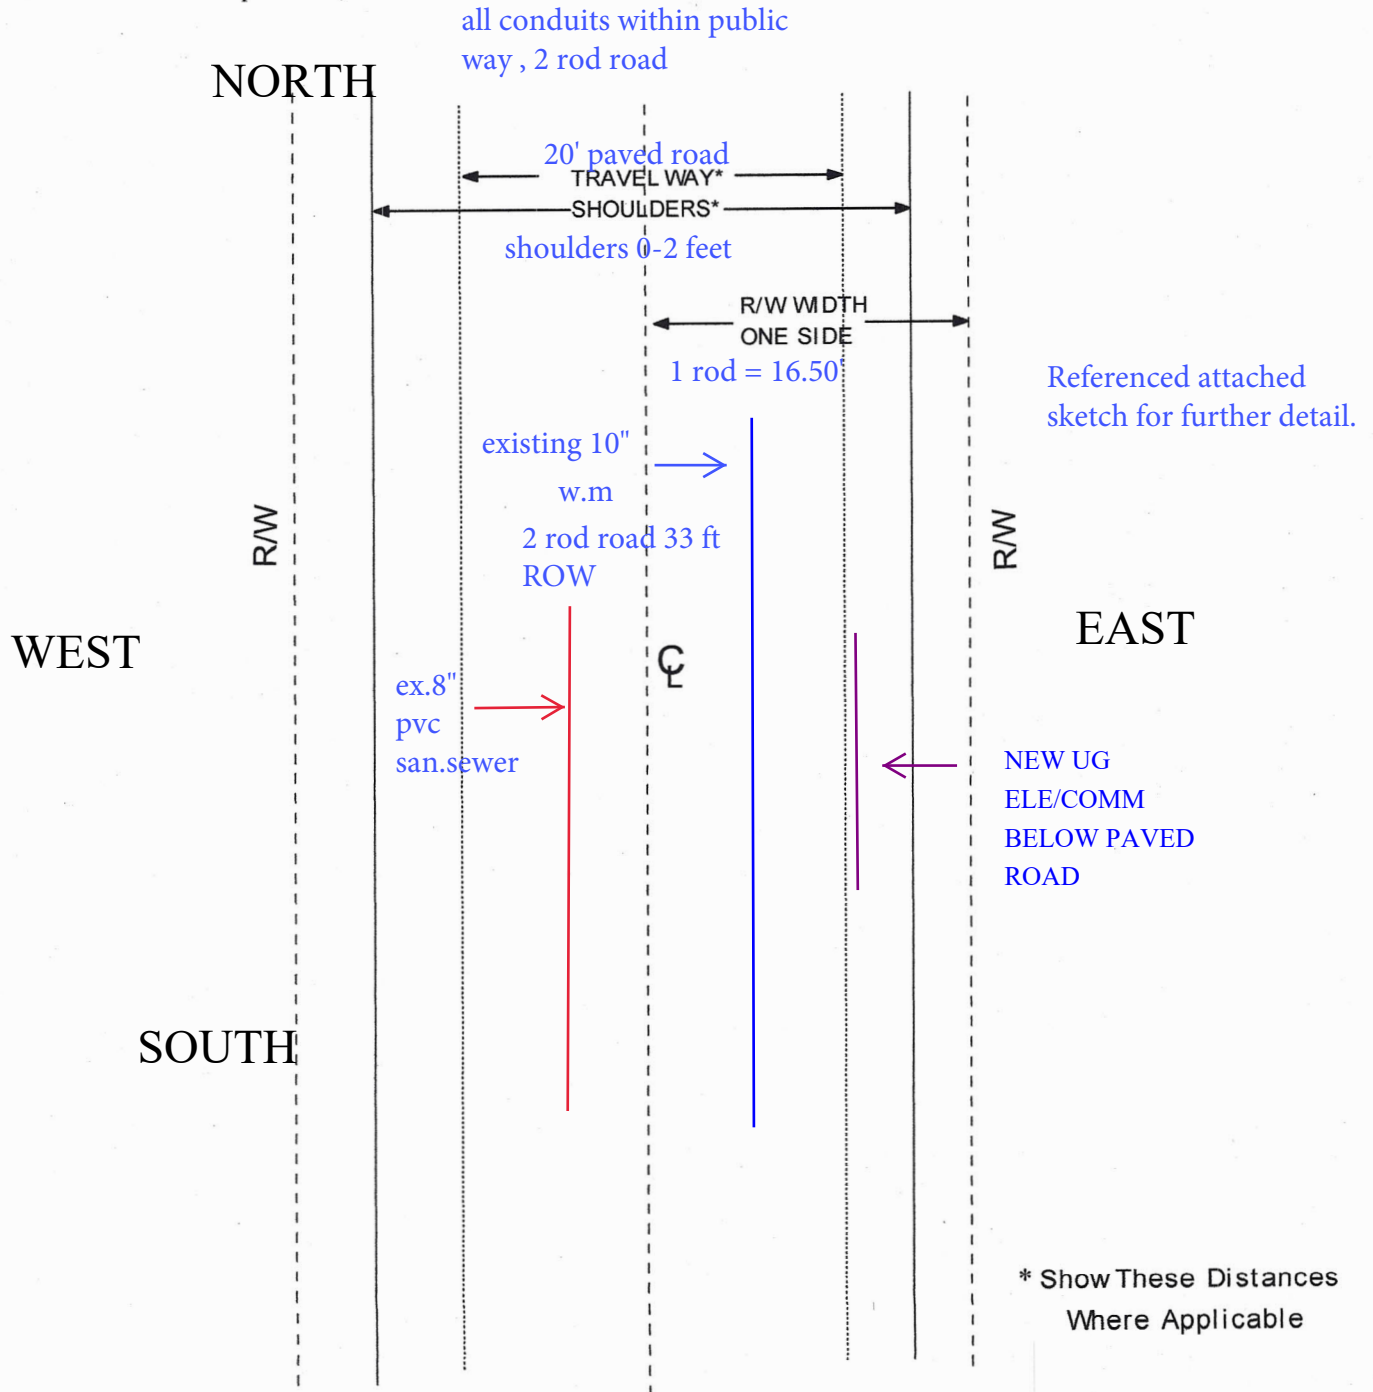 all conduits within public
way , 2 rod road
NORTH
20' paved road
TRAVEL WAY*
SHOULDERS*
shoulders 0-2 feet
R/W WIDTH
ONE SIDE
1 rod = 16.50'
Referenced attached
sketch for further detail.
existing 10"
w.m
2 rod road 33 ft
ROW
R/W
R/W
WEST
EAST
CL
ex.8"
pvc
san.sewer
NEW UG
ELE/COMM
BELOW PAVED
ROAD
SOUTH
* Show These Distances
Where Applicable